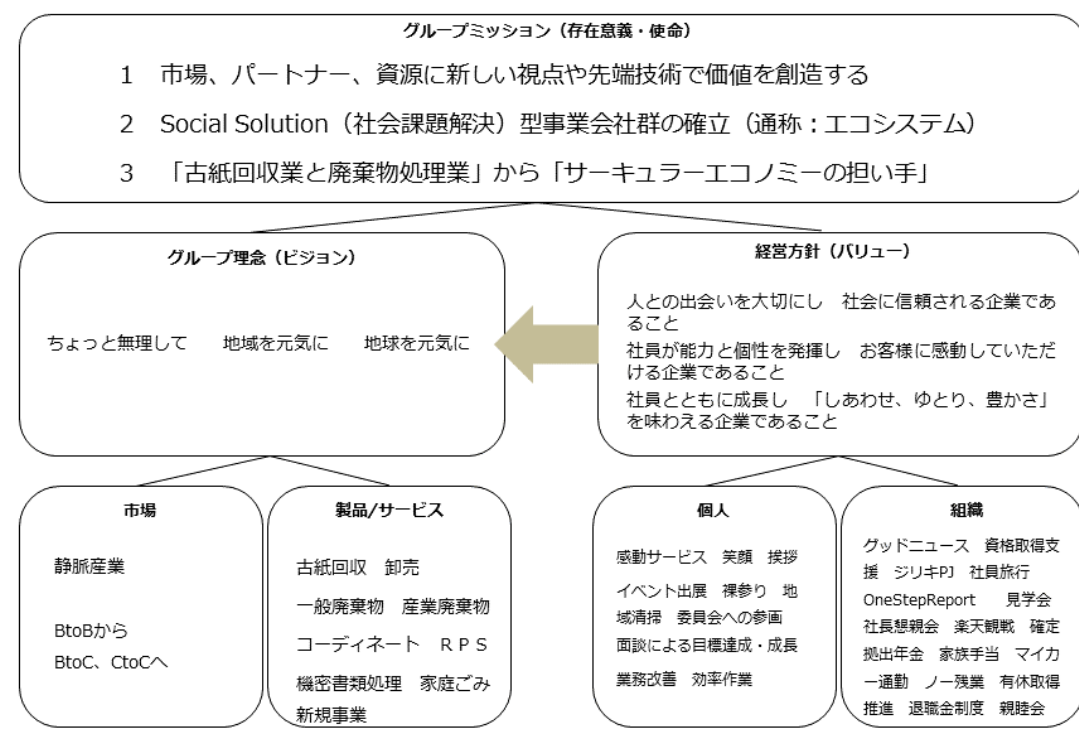 グループミッション（存在意義・使命）
1　市場、パートナー、資源に新しい視点や先端技術で価値を創造する
2　Social Solution（社会課題解決）型事業会社群の確立（通称：エコシステム）
3　「古紙回収業と廃棄物処理業」から「サーキュラーエコノミーの担い手」
グループ理念（ビジョン）
ちょっと無理して　地域を元気に　地球を元気に
経営方針（バリュー）
人との出会いを大切にし　社会に信頼される企業であ
ること
社員が能力と個性を発揮し　お客様に感動していただ
ける企業であること
社員とともに成長し　「しあわせ、ゆとり、豊かさ」
を味わえる企業であること
市場
静脈産業
BtoBから
BtoC、CtoCへ
製品/サービス
古紙回収　卸売
一般廃棄物　産業廃棄物
コーディネート　ＲＰＳ
機密書類処理　家庭ごみ
新規事業
個人
感動サービス　笑顔　挨拶
イベント出展　裸参り　地
域清掃　委員会への参画
面談による目標達成・成長
業務改善　効率作業
組織
グッドニュース　資格取得支
援　ジリキPJ　社員旅行
OneStepReport　見学会
社長懇親会　楽天観戦　確定
拠出年金　家族手当　マイカ
ー通勤　ノー残業　有休取得
推進　退職金制度　親睦会